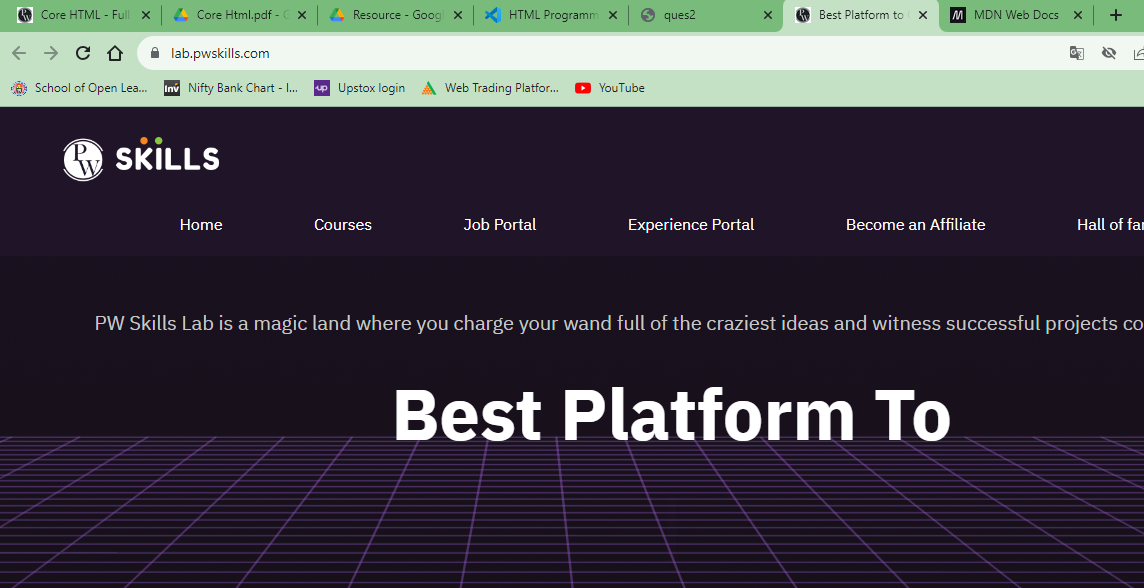 Core HTML - Full
Core Html.pdf -
Resource - Goog
HTML Programm
ques2
Best Platform to
MDN Web Docs
lab.pwskills.com
School of Open Lea...
Inv Nifty Bank Chart - I...
up Upstox login
Web Trading Platfor...
YouTube
PW SKILLS
Home
Courses
Job Portal
Experience Portal
Become an Affiliate
Hall of
PW Skills Lab is a magic land where you charge your wand full of the craziest ideas and witness successful projects
Best Platform To